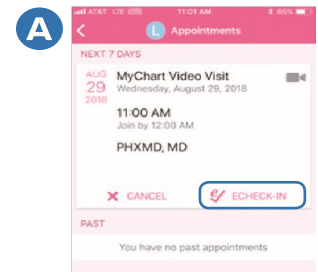 A
AT&T LTE 11:01 AM 65%
L Appointments
NEXT 7 DAYS
AUG
29
2018
MyChart Video Visit
Wednesday, August 29, 2018
11:00 AM
Join by 12:00 AM
PHXMD, MD
CANCEL ECHECK-IN
PAST
You have no past appointments